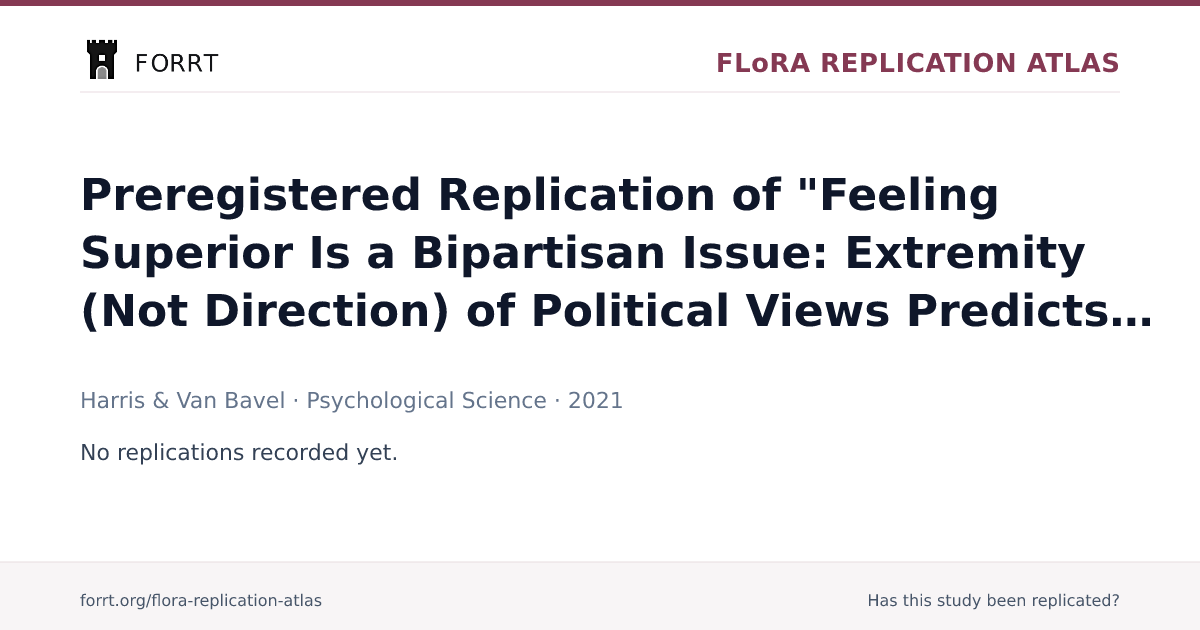 FORRT
FLoRA REPLICATION ATLAS
Preregistered Replication of "Feeling
Superior Is a Bipartisan Issue: Extremity
(Not Direction) of Political Views Predicts…
Harris & Van Bavel · Psychological Science · 2021
No replications recorded yet.
forrt.org/flora-replication-atlas
Has this study been replicated?